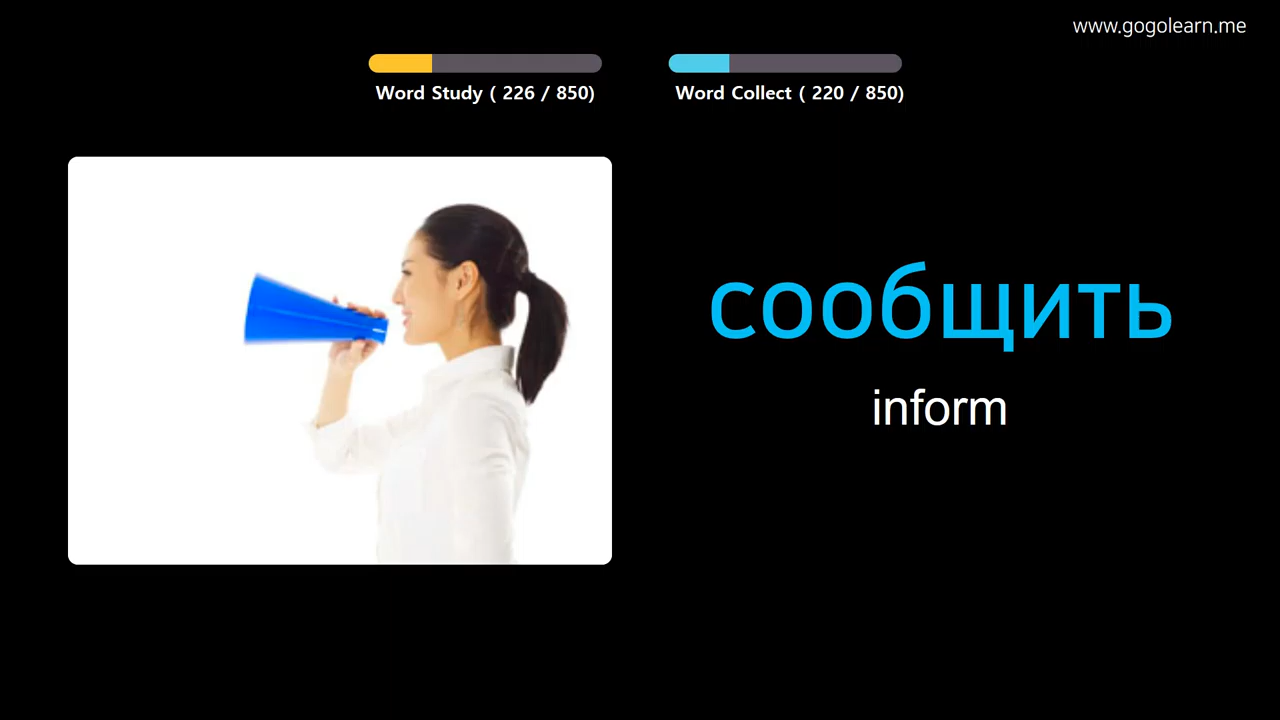 www.gogolearn.me
Word Study ( 226 / 850)
Word Collect ( 220 / 850)
сообщить
inform